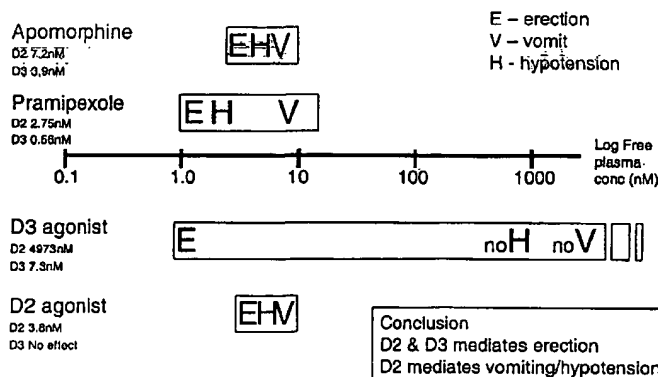 Apomorphine
D2 7.2nM
D3 0.9nM
EHV
E – erection
V – vomit
H - hypotension
Pramipexole
D2 2.75nM
D3 0.56nM
E H V
0.1 1.0 10 100 1000
Log Free
plasma
conc (nM)
D3 agonist
D2 4973nM
D3 7.3nM
E noH noV
D2 agonist
D2 3.8nM
D3 No effect
EHV
Conclusion
D2 & D3 mediates erection
D2 mediates vomiting/hypotension